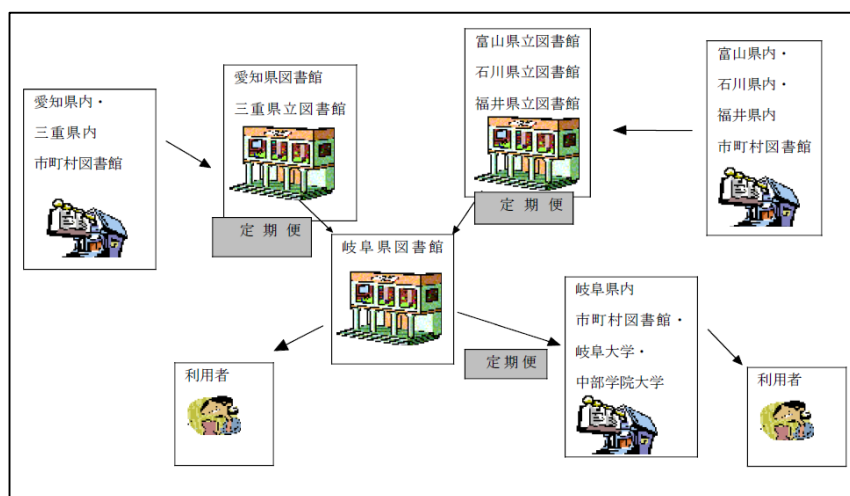 愛知県内・
三重県内
市町村図書館
愛知県図書館
三重県立図書館
定期便
富山県立図書館
石川県立図書館
福井県立図書館
定期便
富山県内・
石川県内・
福井県内
市町村図書館
岐阜県図書館
定期便
利用者
岐阜県内
市町村図書館・
岐阜大学・
中部学院大学
利用者